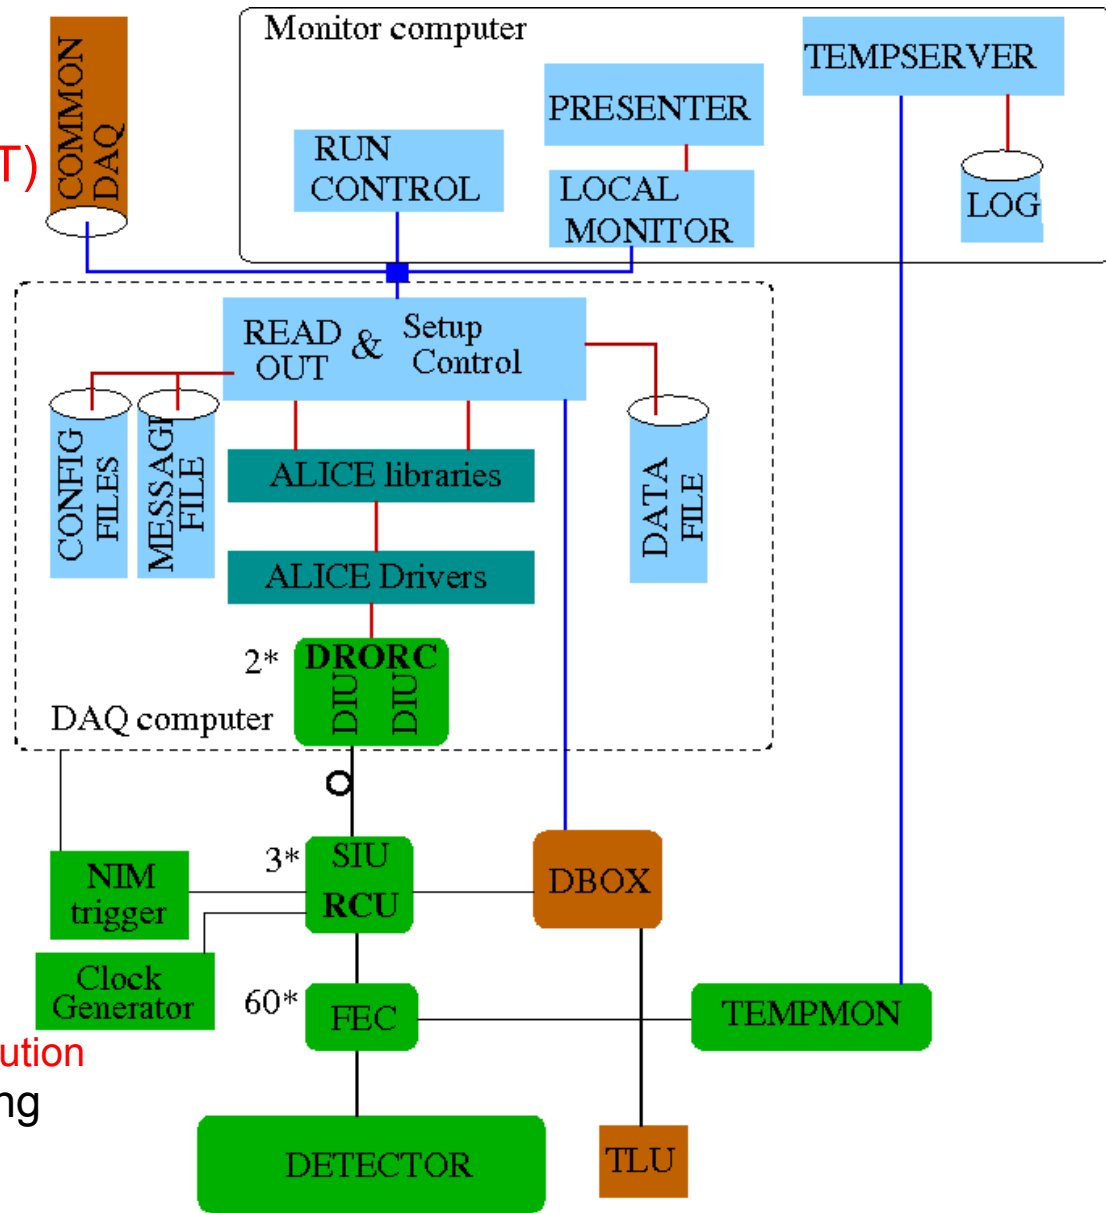 COMMON
DAQ
Monitor computer
TEMPSERVER
PRESENTER
RUN
CONTROL
LOCAL
MONITOR
LOG
T)
READ
OUT
&
Setup
Control
CONFIG
FILES
MESSAGE
FILE
ALICE libraries
DATA
FILE
ALICE Drivers
2*
DRORC
DIU
DIU
DAQ computer
3*
SIU
RCU
NIM
trigger
DBOX
Clock
Generator
60*
FEC
TEMPMON
ution
ng
DETECTOR
TLU